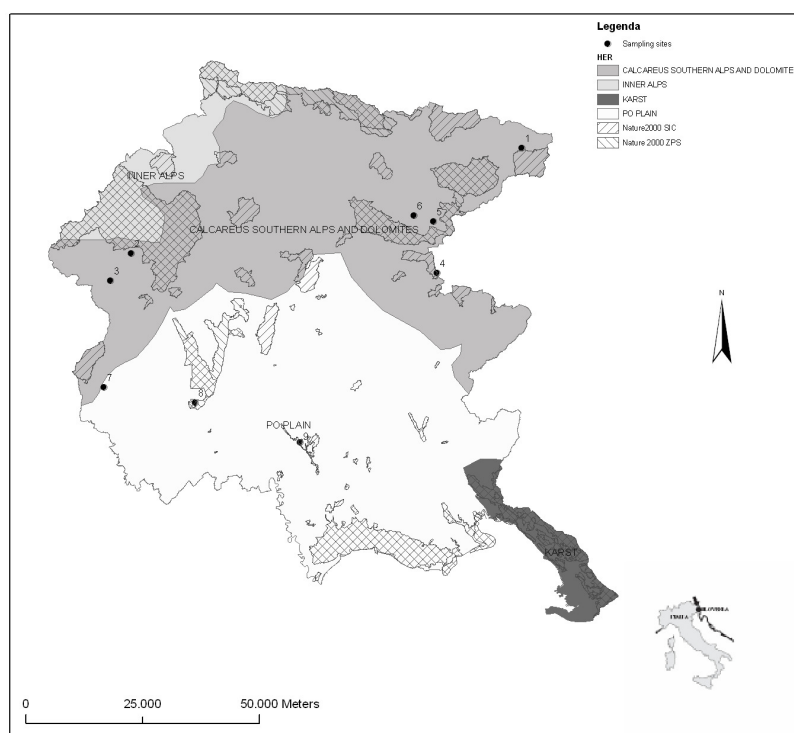 Legenda
Sampling sites
HER
CALCAREUS SOUTHERN ALPS AND DOLOMITE
INNER ALPS
KARST
PO PLAIN
Nature2000 SIC
Nature 2000 ZPS
1
INNER ALPS
6
5
CALCAREUS SOUTHERN ALPS AND DOLOMITES
2
3
4
N
7
8
PO PLAIN
9
KARST
0 25.000 50.000 Meters